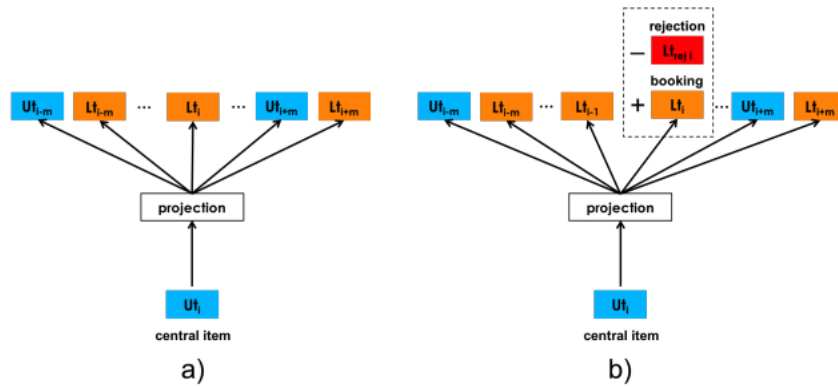 Ut_{i-m} Lt_{i-m} ... Lt_i ... Ut_{i+m} Lt_{i+m}
projection
Ut_i
central item
a)
rejection
− Lt_{rej i}
booking
Ut_{i-m} Lt_{i-m} ... Lt_{i-1} + Lt_i ... Ut_{i+m} Lt_{i+m}
projection
Ut_i
central item
b)